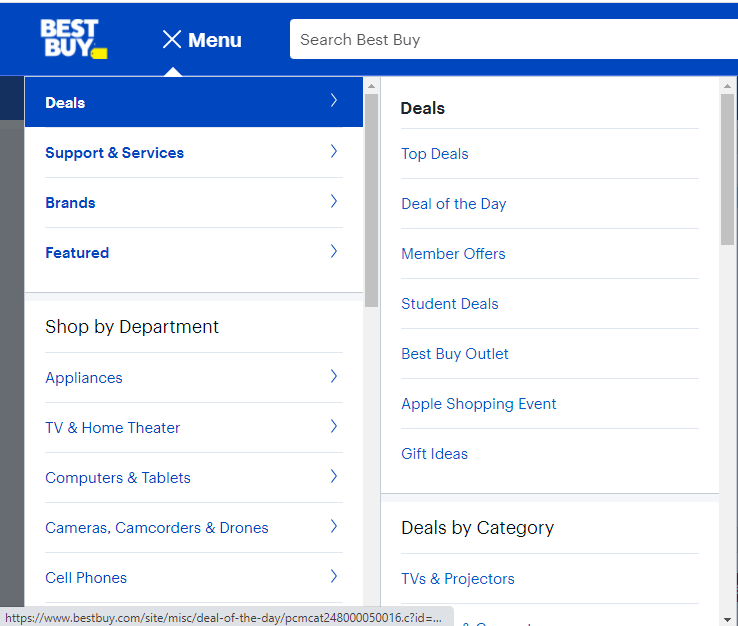 BEST
BUY
Menu
Search Best Buy
Deals
Support & Services
Brands
Featured
Shop by Department
Appliances
TV & Home Theater
Computers & Tablets
Cameras, Camcorders & Drones
Cell Phones
Deals
Top Deals
Deal of the Day
Member Offers
Student Deals
Best Buy Outlet
Apple Shopping Event
Gift Ideas
Deals by Category
TVs & Projectors
https://www.bestbuy.com/site/misc/deal-of-the-day/pcmcat248000050016.c?id=...